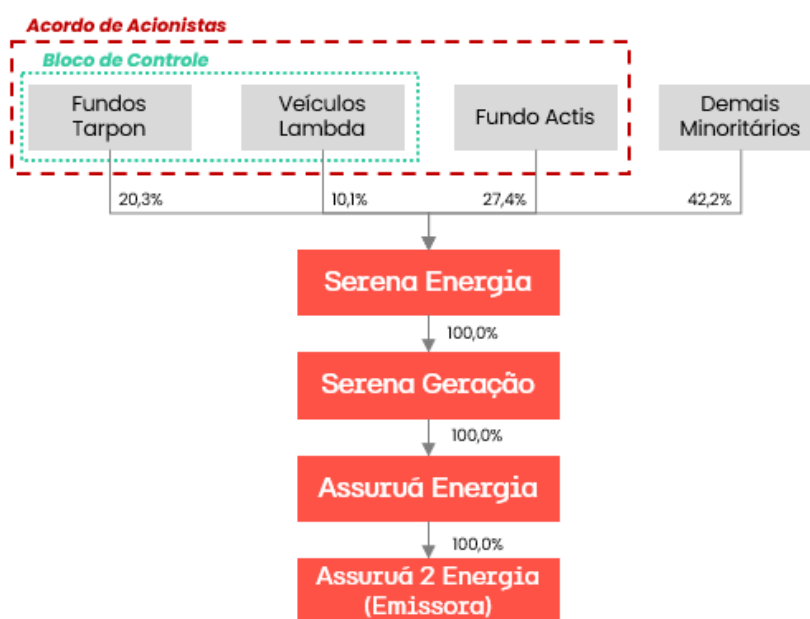 Acordo de Acionistas
Bloco de Controle
Fundos
Tarpon
Veículos
Lambda
Fundo Actis
Demais
Minoritários
20,3%
10,1%
27,4%
42,2%
Serena Energia
100,0%
Serena Geração
100,0%
Assuruá Energia
100,0%
Assuruá 2 Energia
(Emissora)